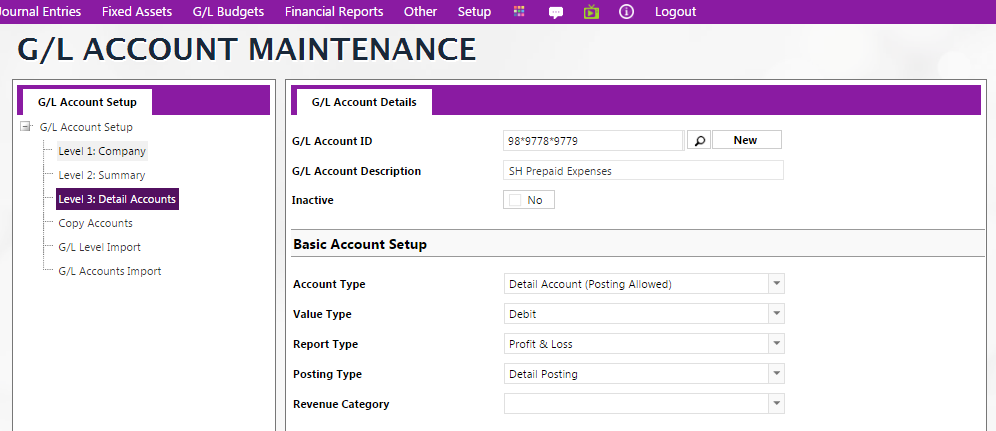 Journal Entries Fixed Assets G/L Budgets Financial Reports Other Setup Logout
G/L ACCOUNT MAINTENANCE
G/L Account Setup
G/L Account Setup
Level 1: Company
Level 2: Summary
Level 3: Detail Accounts
Copy Accounts
G/L Level Import
G/L Accounts Import
G/L Account Details
G/L Account ID 98*9778*9779 New
G/L Account Description SH Prepaid Expenses
Inactive No
Basic Account Setup
Account Type Detail Account (Posting Allowed)
Value Type Debit
Report Type Profit & Loss
Posting Type Detail Posting
Revenue Category